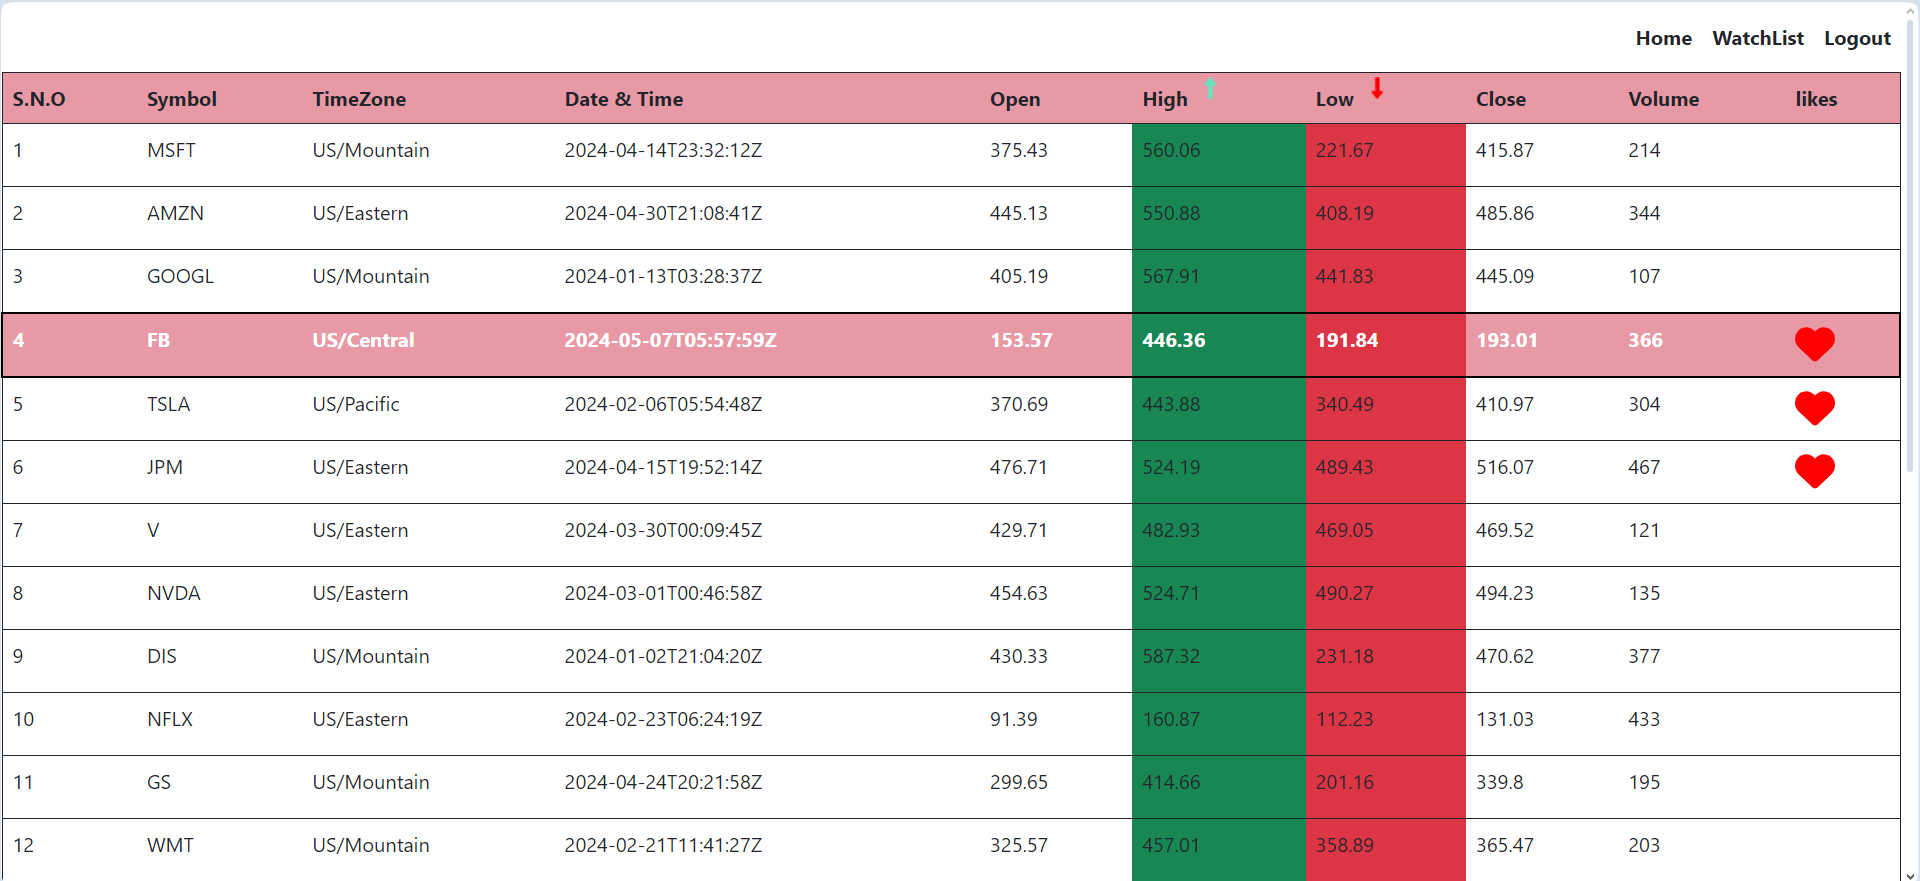 Home WatchList Logout
S.N.O Symbol TimeZone Date & Time Open High Low Close Volume likes
1 MSFT US/Mountain 2024-04-14T23:32:12Z 375.43 560.06 221.67 415.87 214
2 AMZN US/Eastern 2024-04-30T21:08:41Z 445.13 550.88 408.19 485.86 344
3 GOOGL US/Mountain 2024-01-13T03:28:37Z 405.19 567.91 441.83 445.09 107
4 FB US/Central 2024-05-07T05:57:59Z 153.57 446.36 191.84 193.01 366
5 TSLA US/Pacific 2024-02-06T05:54:48Z 370.69 443.88 340.49 410.97 304
6 JPM US/Eastern 2024-04-15T19:52:14Z 476.71 524.19 489.43 516.07 467
7 V US/Eastern 2024-03-30T00:09:45Z 429.71 482.93 469.05 469.52 121
8 NVDA US/Eastern 2024-03-01T00:46:58Z 454.63 524.71 490.27 494.23 135
9 DIS US/Mountain 2024-01-02T21:04:20Z 430.33 587.32 231.18 470.62 377
10 NFLX US/Eastern 2024-02-23T06:24:19Z 91.39 160.87 112.23 131.03 433
11 GS US/Mountain 2024-04-24T20:21:58Z 299.65 414.66 201.16 339.8 195
12 WMT US/Mountain 2024-02-21T11:41:27Z 325.57 457.01 358.89 365.47 203